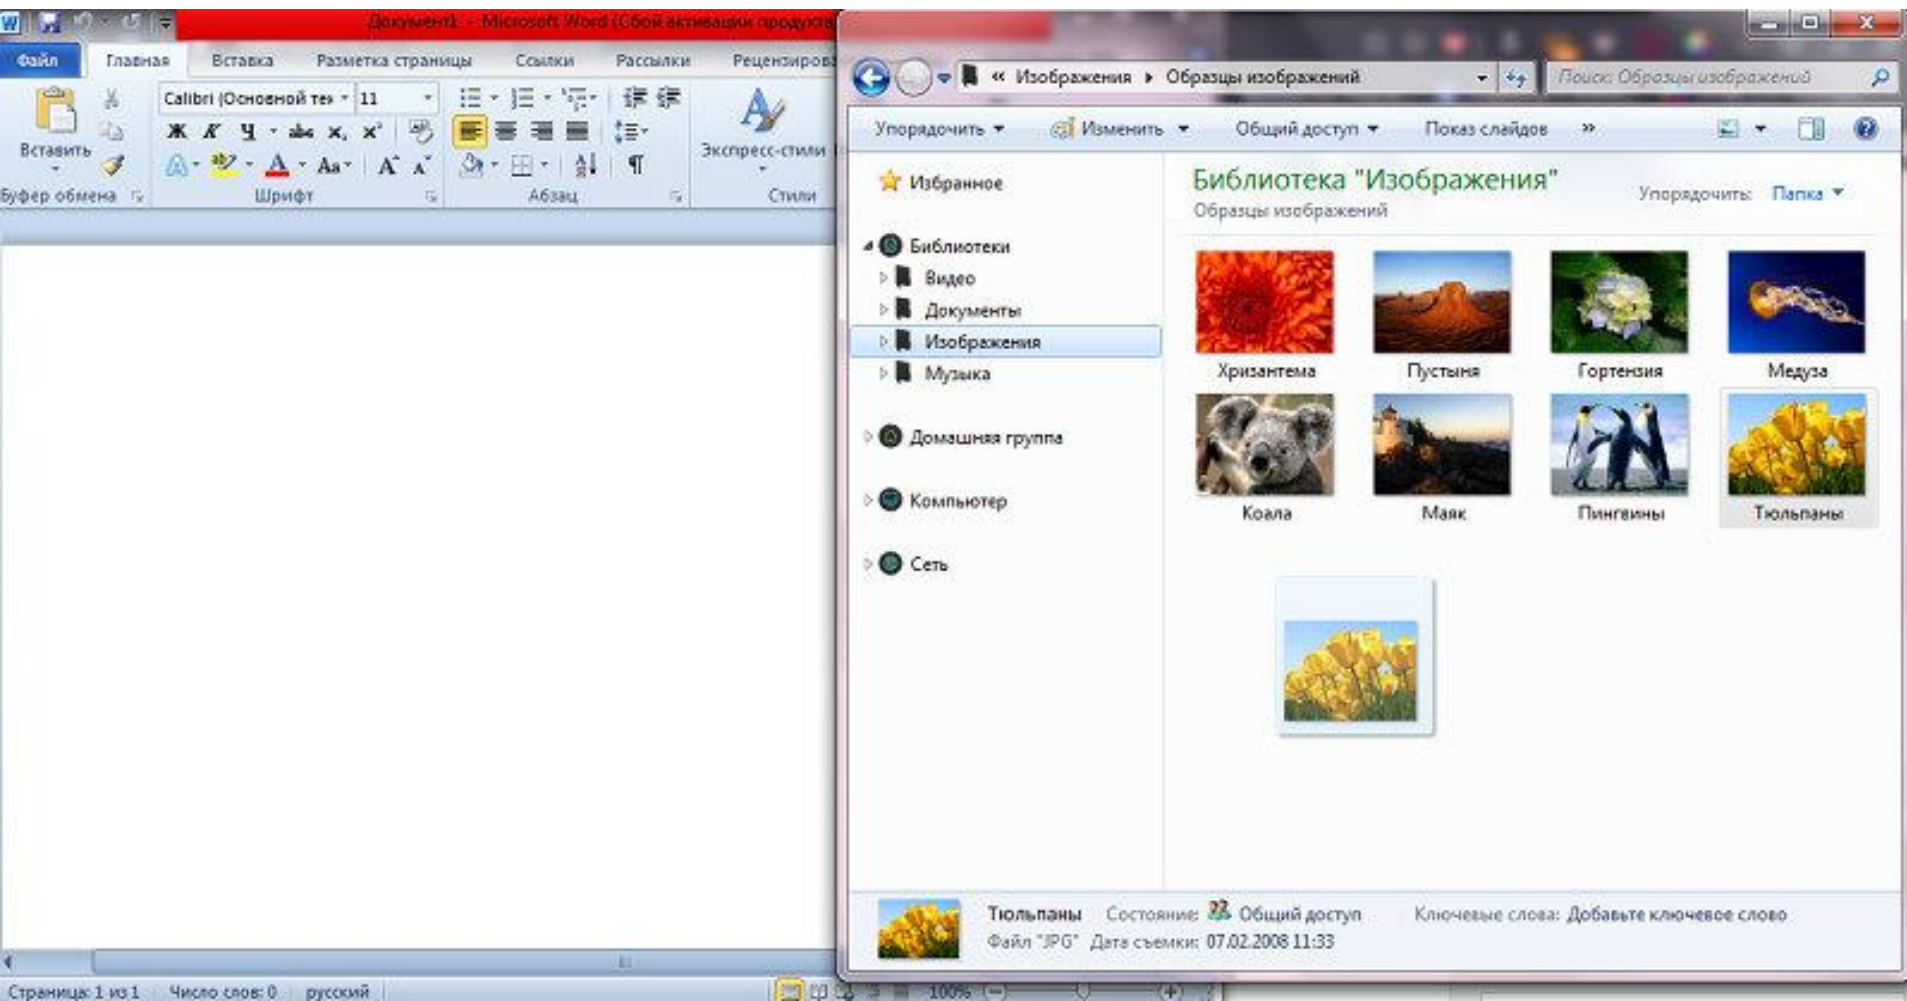 Документ1 - Microsoft Word (Сбой активации продукта
Файл Главная Вставка Разметка страницы Ссылки Рассылки
Calibri (Основной 11
Ж К Ч abc x, x²
Вставить
Aa A A
Экспресс-стили
Буфер обмена Шрифт Абзац Стили
Страница: 1 из 1 Число слов: 0 русский
100%
« Изображения Образцы изображений
Поиск: Образцы изображений
Упорядочить Изменить Общий доступ Показ слайдов »
Избранное
Библиотеки
Видео
Документы
Изображения
Музыка
Домашняя группа
Компьютер
Сеть
Библиотека "Изображения"
Образцы изображений
Упорядочить: Папка
Хризантема Пустыня Гортензия Медуза
Коала Маяк Пингвины Тюльпаны
Тюльпаны Состояние: Общий доступ Ключевые слова: Добавьте ключевое слово
Файл "JPG" Дата съемки: 07.02.2008 11:33